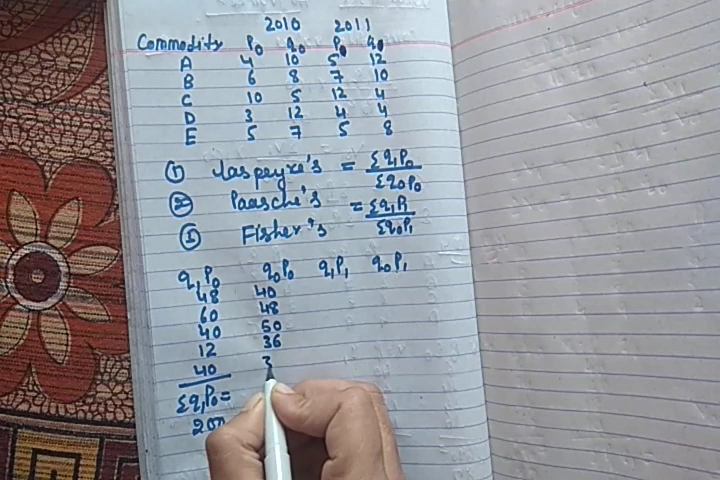 2010 2011
Commodity P0 q0 P0 q0
A 4 10 5 12
B 6 8 7 10
C 10 5 12 4
D 3 12 4 4
E 5 7 5 8
① Laspeyre's = Σq1P0 / Σq0P0
② Paasche's = Σq1P1 / Σq0P1
③ Fisher's
q1P0 q0P0 q1P1 q0P1
48 40
60 48
40 50
12 36
40 3
Σq1P0 =
200